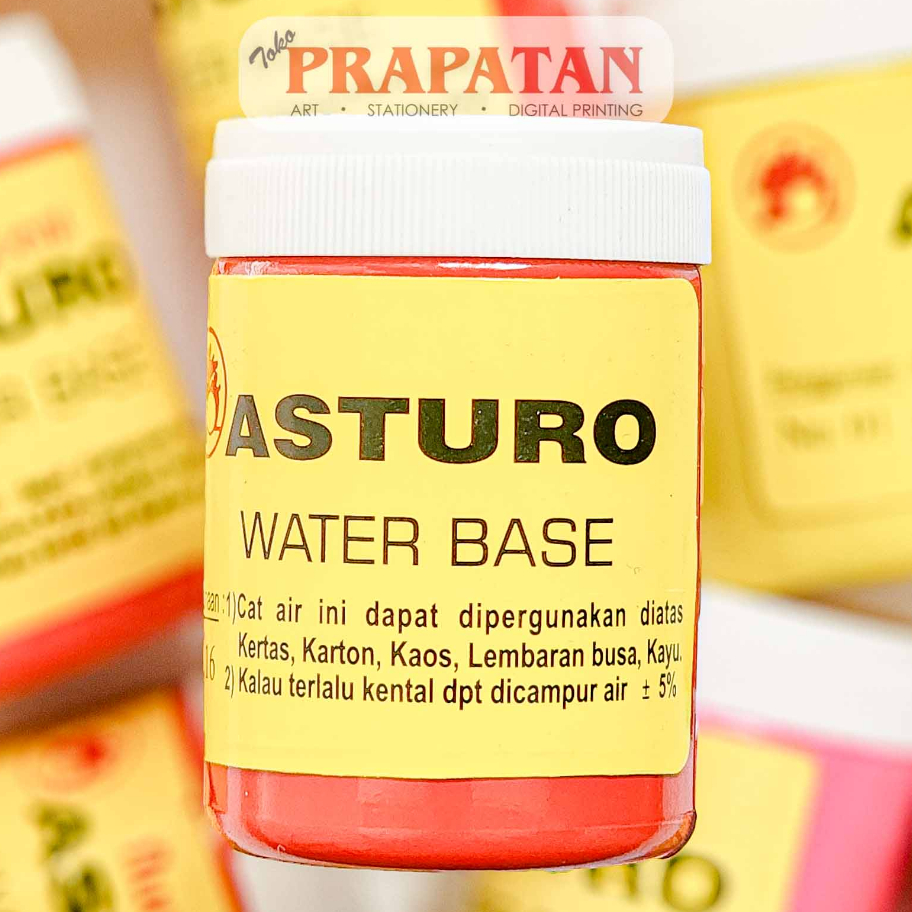 Toko
PRAPATAN
ART • STATIONERY • DIGITAL PRINTING
ASTURO
WATER BASE
1)Cat air ini dapat dipergunakan diatas
Kertas, Karton, Kaos, Lembaran busa, Kayu.
16
2) Kalau terlalu kental dpt dicampur air ± 5%